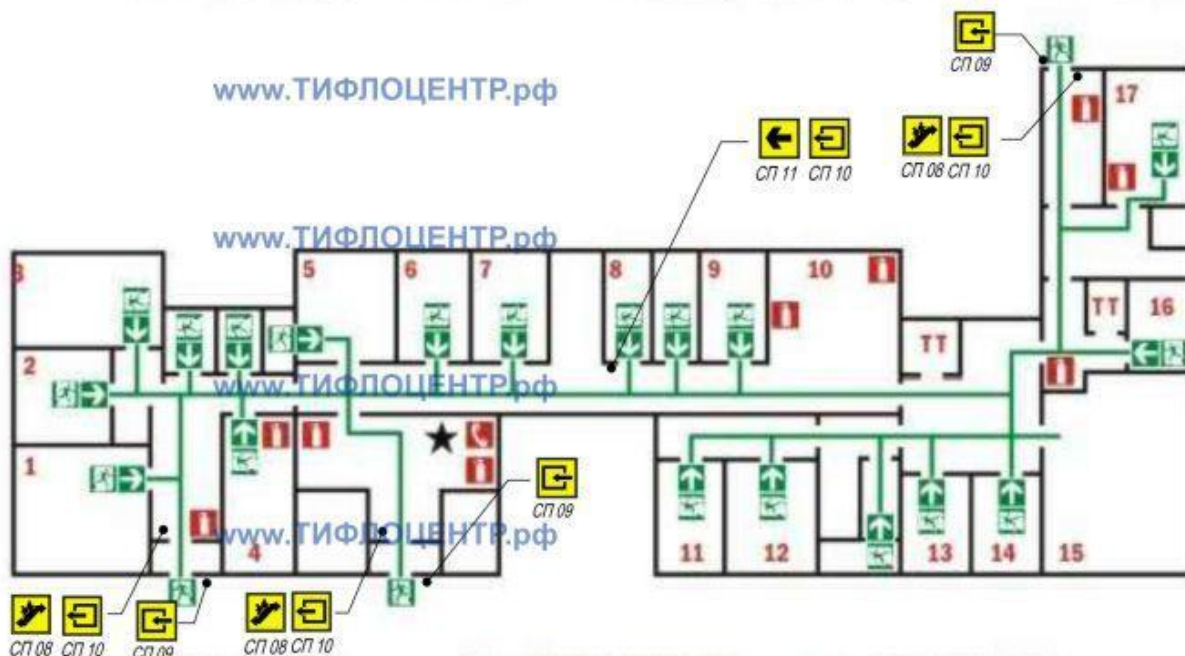 СП 09
www.ТИФЛОЦЕНТР.рф
17
СП 11 СП 10
СП 08 СП 10
www.ТИФЛОЦЕНТР.рф
3
5
6
7
8
9
10
ТТ
16
ТТ
2
www.ТИФЛОЦЕНТР.рф
1
СП 09
www.ТИФЛОЦЕНТР.рф
4
11
12
13
14
15
СП 08 СП 10
СП 09
СП 08 СП 10